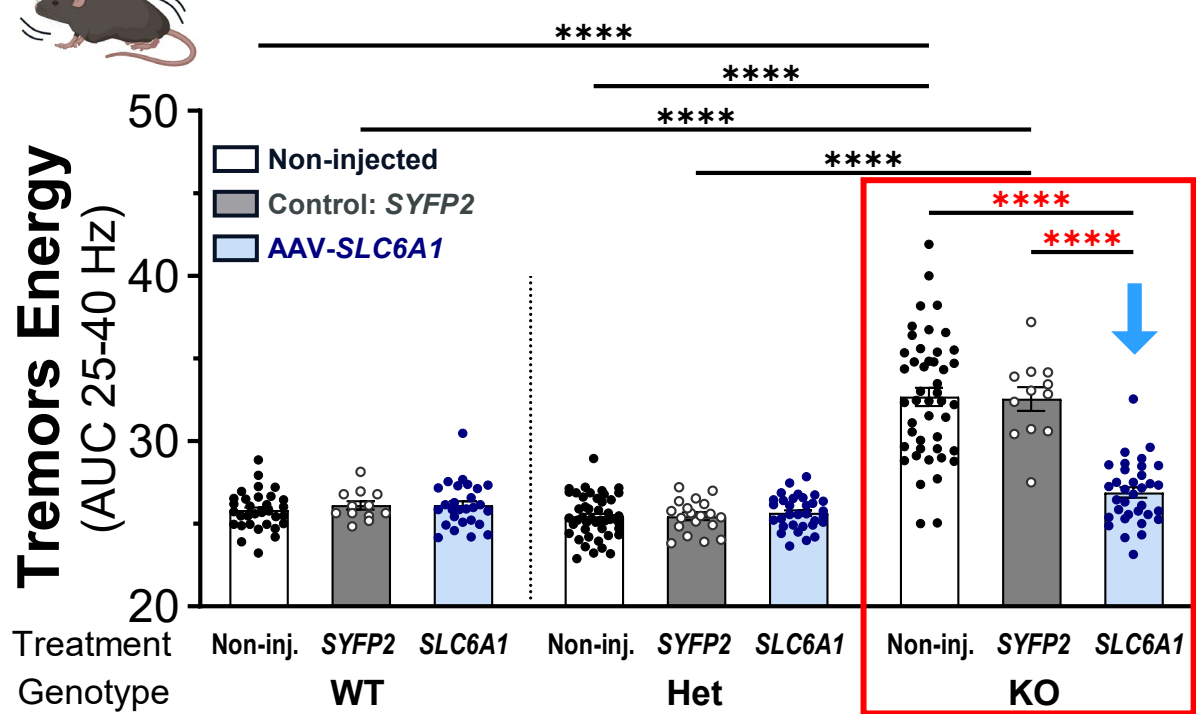 ****
****
****
****
****
****
50
40
30
20
Tremors Energy
(AUC 25-40 Hz)
Non-injected
Control: SYFP2
AAV-SLC6A1
Treatment Non-inj. SYFP2 SLC6A1 Non-inj. SYFP2 SLC6A1 Non-inj. SYFP2 SLC6A1
Genotype WT Het KO